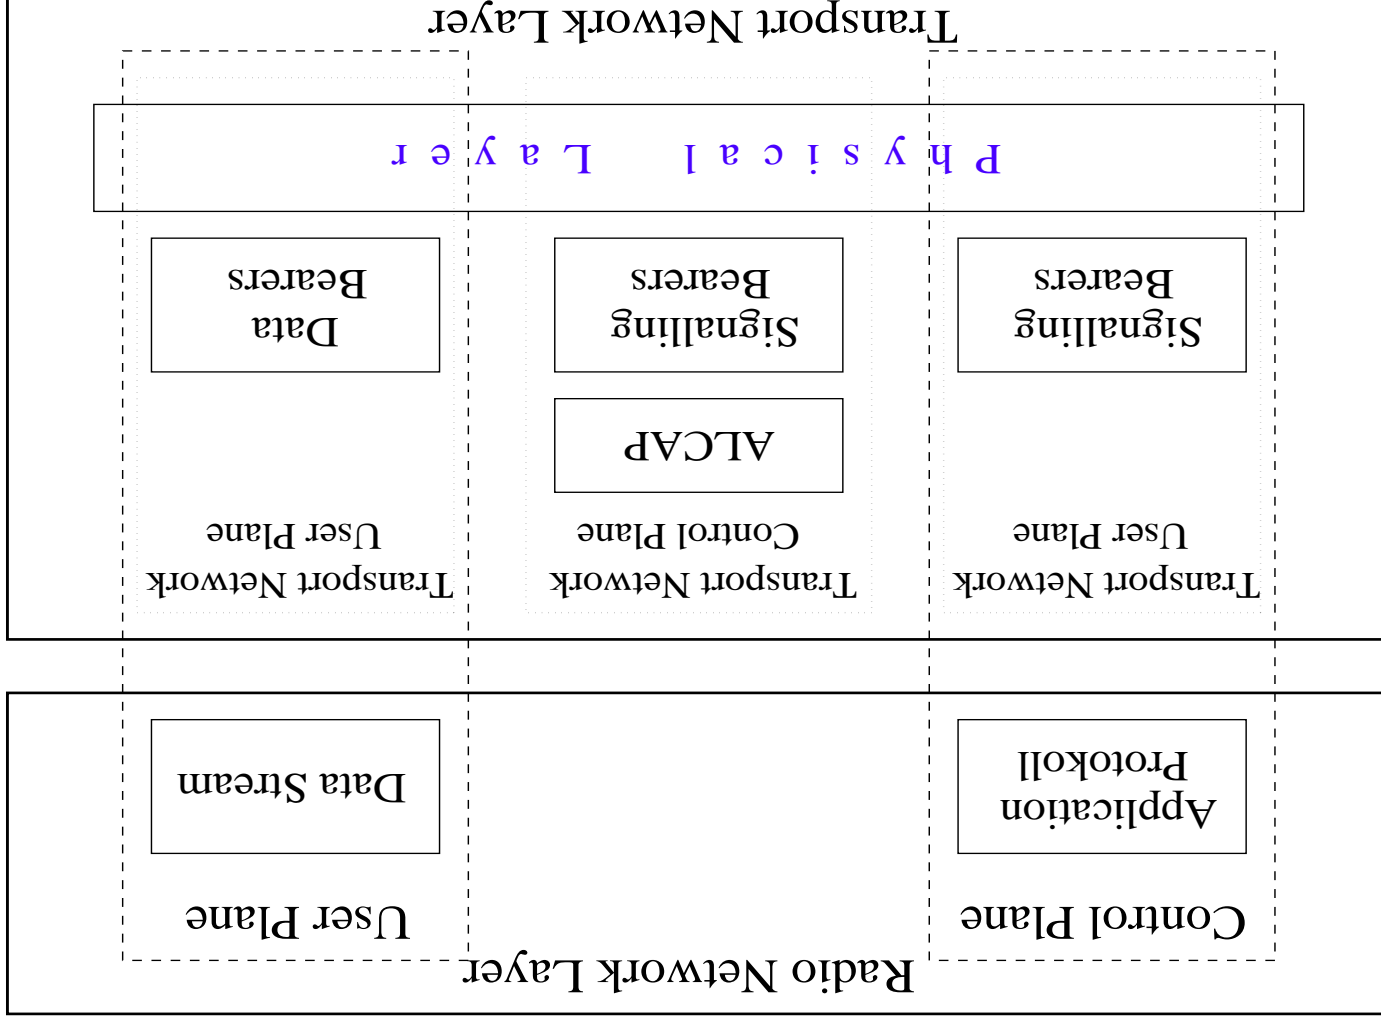 Radio Network Layer
Control Plane
User Plane
Application
Protokoll
Data Stream
Transport Network
User Plane
Transport Network
Control Plane
Transport Network
User Plane
ALCAP
Signalling
Bearers
Signalling
Bearers
Data
Bearers
Physical Layer
Transport Network Layer